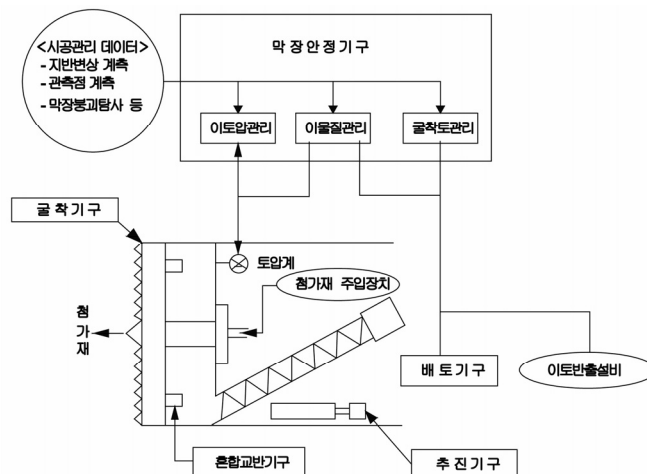 <시공관리 데이터>
- 지반변상 계측
- 관측점 계측
- 막장붕괴탐사 등
막장안정기구
이토압관리
이물질관리
굴착토관리
굴착기구
토압계
첨가재 주입장치
첨
가
재
배토기구
이토반출설비
혼합교반기구
추진기구